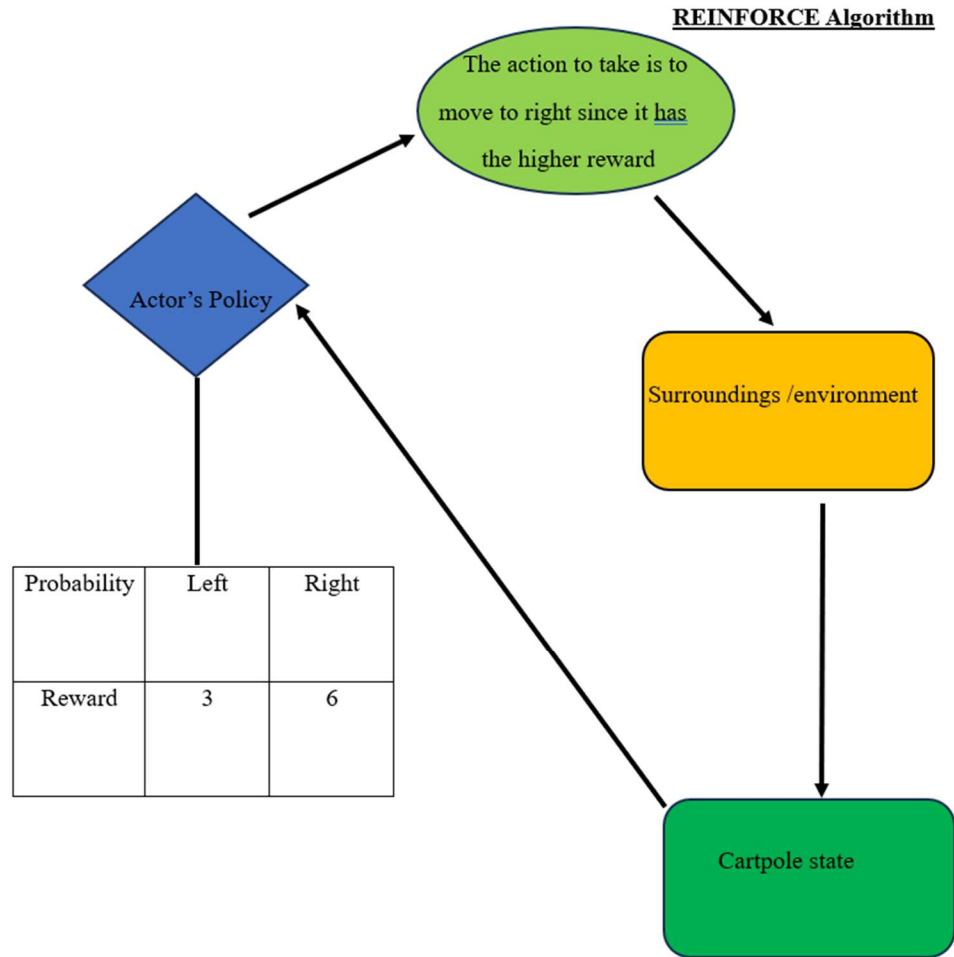 REINFORCE Algorithm
The action to take is to
move to right since it has
the higher reward
Actor’s Policy
Surroundings /environment
Probability Left Right
Reward 3 6
Cartpole state